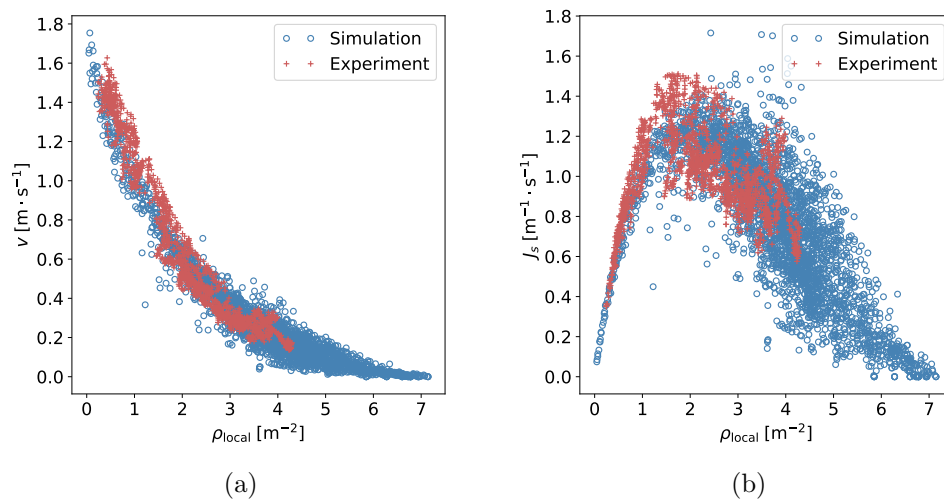 1.8
1.6
1.4
1.2
1.0
0.8
0.6
0.4
0.2
0.0
v [m · s⁻¹]
0 1 2 3 4 5 6 7
ρlocal [m⁻²]
Simulation
Experiment
(a)
1.8
1.6
1.4
1.2
1.0
0.8
0.6
0.4
0.2
0.0
Jₛ [m⁻¹ · s⁻¹]
0 1 2 3 4 5 6 7
ρlocal [m⁻²]
Simulation
Experiment
(b)